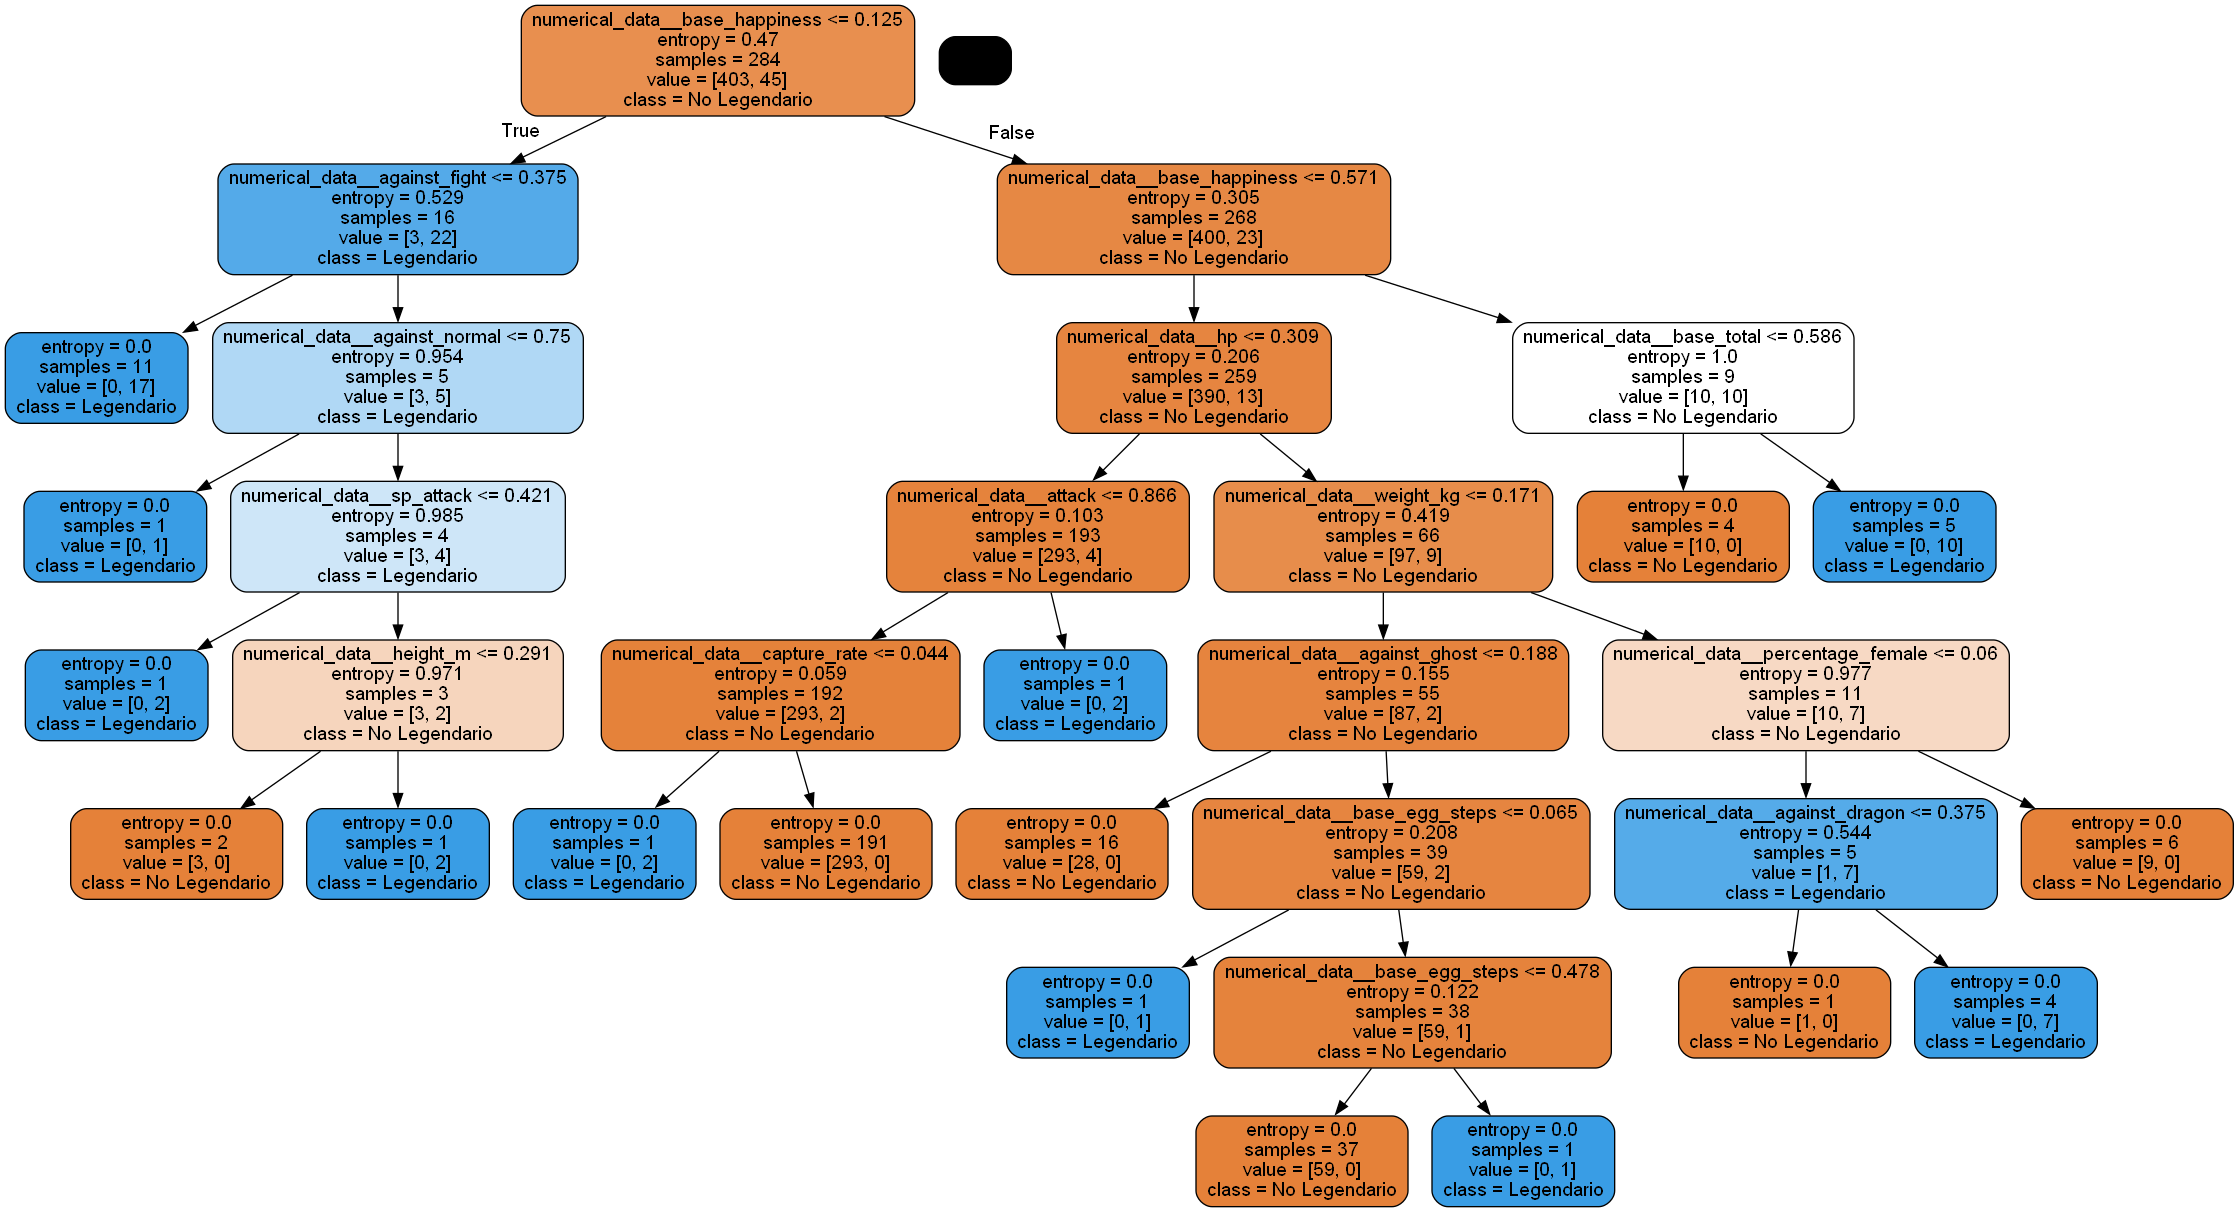 numerical_data__base_happiness <= 0.125
entropy = 0.47
samples = 284
value = [403, 45]
class = No Legendario
True
False
numerical_data__against_fight <= 0.375
entropy = 0.529
samples = 16
value = [3, 22]
class = Legendario
numerical_data__base_happiness <= 0.571
entropy = 0.305
samples = 268
value = [400, 23]
class = No Legendario
entropy = 0.0
samples = 11
value = [0, 17]
class = Legendario
numerical_data__against_normal <= 0.75
entropy = 0.954
samples = 5
value = [3, 5]
class = Legendario
numerical_data__hp <= 0.309
entropy = 0.206
samples = 259
value = [390, 13]
class = No Legendario
numerical_data__base_total <= 0.586
entropy = 1.0
samples = 9
value = [10, 10]
class = No Legendario
entropy = 0.0
samples = 1
value = [0, 1]
class = Legendario
numerical_data__sp_attack <= 0.421
entropy = 0.985
samples = 4
value = [3, 4]
class = Legendario
numerical_data__attack <= 0.866
entropy = 0.103
samples = 193
value = [293, 4]
class = No Legendario
numerical_data__weight_kg <= 0.171
entropy = 0.419
samples = 66
value = [97, 9]
class = No Legendario
entropy = 0.0
samples = 4
value = [10, 0]
class = No Legendario
entropy = 0.0
samples = 5
value = [0, 10]
class = Legendario
entropy = 0.0
samples = 1
value = [0, 2]
class = Legendario
numerical_data__height_m <= 0.291
entropy = 0.971
samples = 3
value = [3, 2]
class = No Legendario
numerical_data__capture_rate <= 0.044
entropy = 0.059
samples = 192
value = [293, 2]
class = No Legendario
entropy = 0.0
samples = 1
value = [0, 2]
class = Legendario
numerical_data__against_ghost <= 0.188
entropy = 0.155
samples = 55
value = [87, 2]
class = No Legendario
numerical_data__percentage_female <= 0.06
entropy = 0.977
samples = 11
value = [10, 7]
class = No Legendario
entropy = 0.0
samples = 2
value = [3, 0]
class = No Legendario
entropy = 0.0
samples = 1
value = [0, 2]
class = Legendario
entropy = 0.0
samples = 1
value = [0, 2]
class = Legendario
entropy = 0.0
samples = 191
value = [293, 0]
class = No Legendario
entropy = 0.0
samples = 16
value = [28, 0]
class = No Legendario
numerical_data__base_egg_steps <= 0.065
entropy = 0.208
samples = 39
value = [59, 2]
class = No Legendario
numerical_data__against_dragon <= 0.375
entropy = 0.544
samples = 5
value = [1, 7]
class = Legendario
entropy = 0.0
samples = 6
value = [9, 0]
class = No Legendario
entropy = 0.0
samples = 1
value = [0, 1]
class = Legendario
numerical_data__base_egg_steps <= 0.478
entropy = 0.122
samples = 38
value = [59, 1]
class = No Legendario
entropy = 0.0
samples = 1
value = [1, 0]
class = No Legendario
entropy = 0.0
samples = 4
value = [0, 7]
class = Legendario
entropy = 0.0
samples = 37
value = [59, 0]
class = No Legendario
entropy = 0.0
samples = 1
value = [0, 1]
class = Legendario